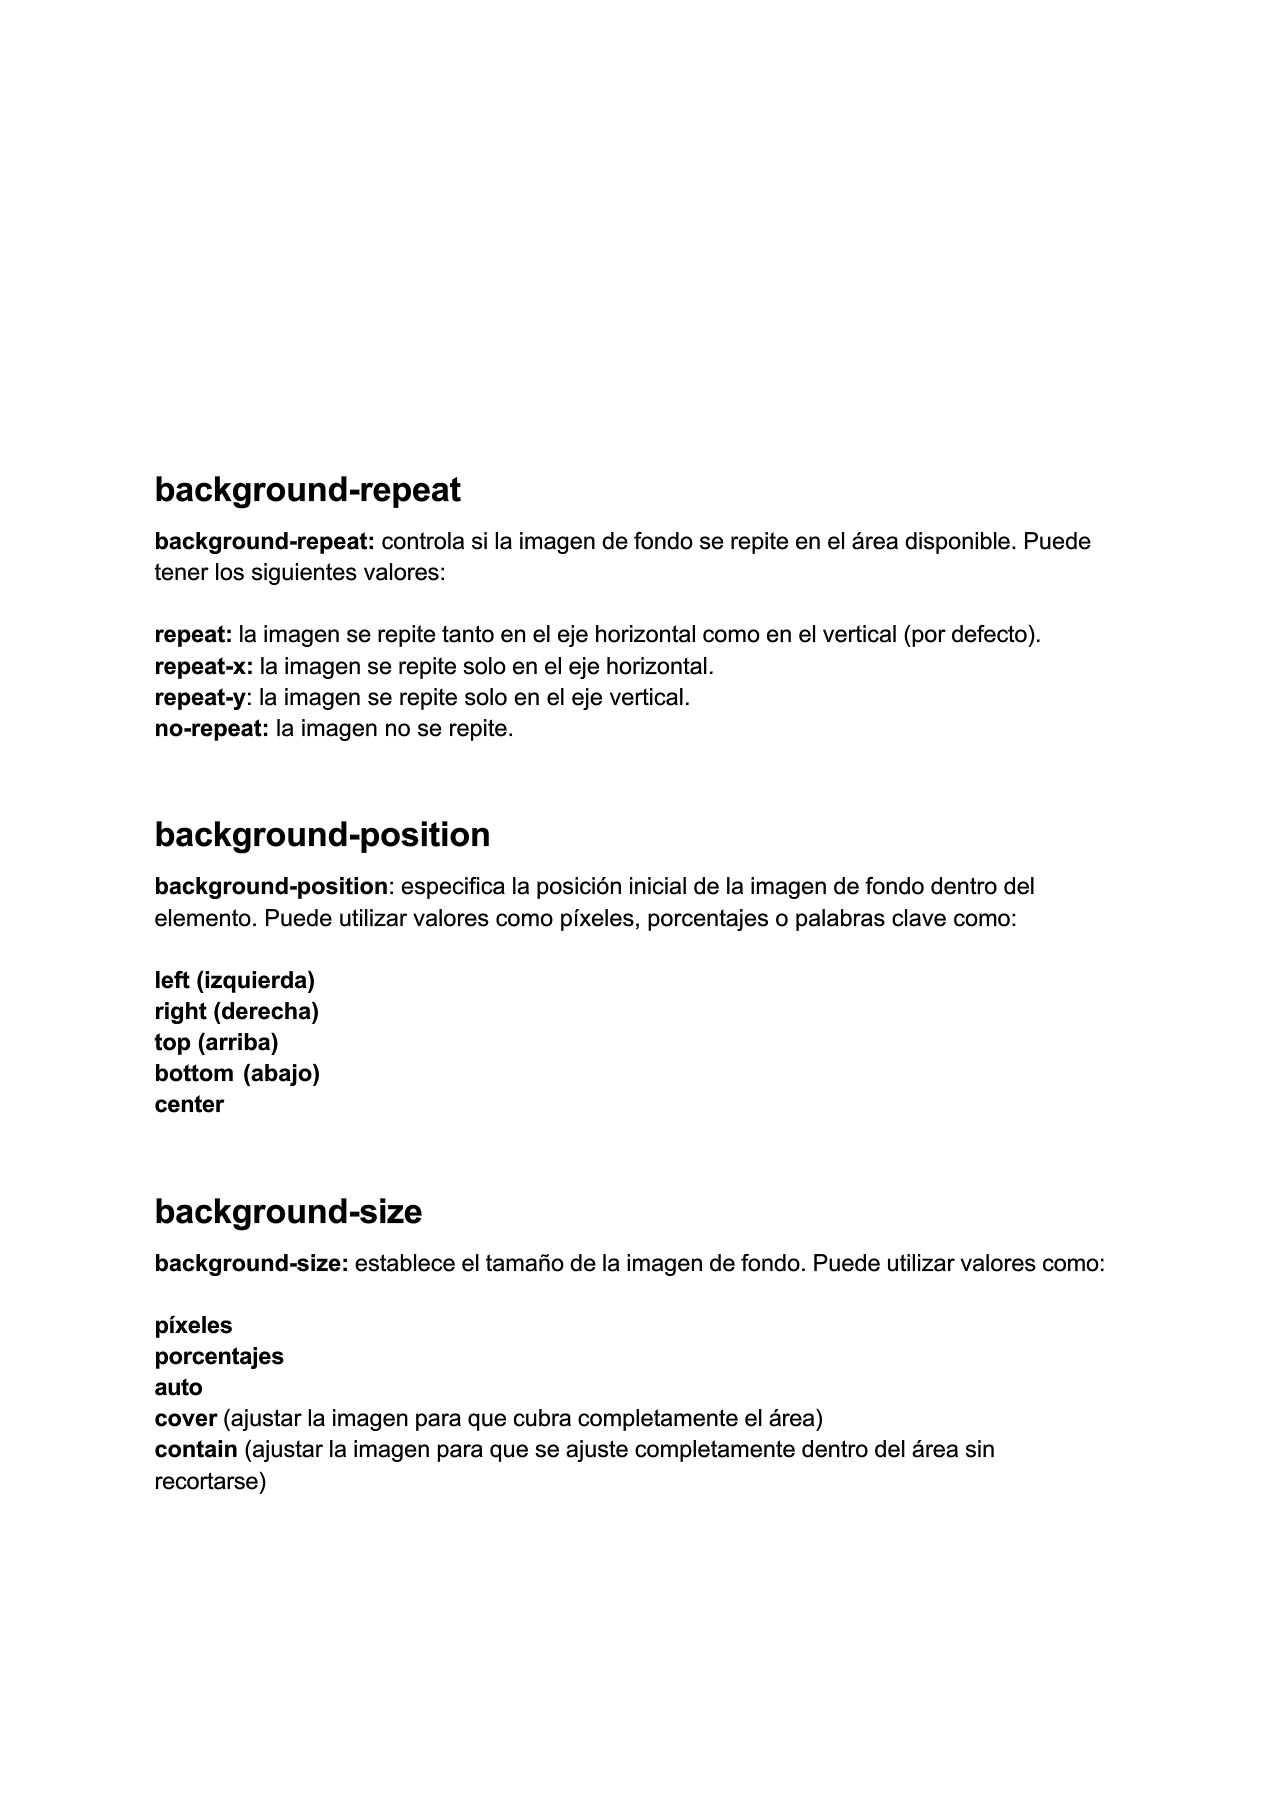 background-repeat
background-repeat: controla si la imagen de fondo se repite en el área disponible. Puede
tener los siguientes valores:
repeat: la imagen se repite tanto en el eje horizontal como en el vertical (por defecto).
repeat-x: la imagen se repite solo en el eje horizontal.
repeat-y: la imagen se repite solo en el eje vertical.
no-repeat: la imagen no se repite.
background-position
background-position: especifica la posición inicial de la imagen de fondo dentro del
elemento. Puede utilizar valores como píxeles, porcentajes o palabras clave como:
left (izquierda)
right (derecha)
top (arriba)
bottom (abajo)
center
background-size
background-size: establece el tamaño de la imagen de fondo. Puede utilizar valores como:
píxeles
porcentajes
auto
cover (ajustar la imagen para que cubra completamente el área)
contain (ajustar la imagen para que se ajuste completamente dentro del área sin
recortarse)